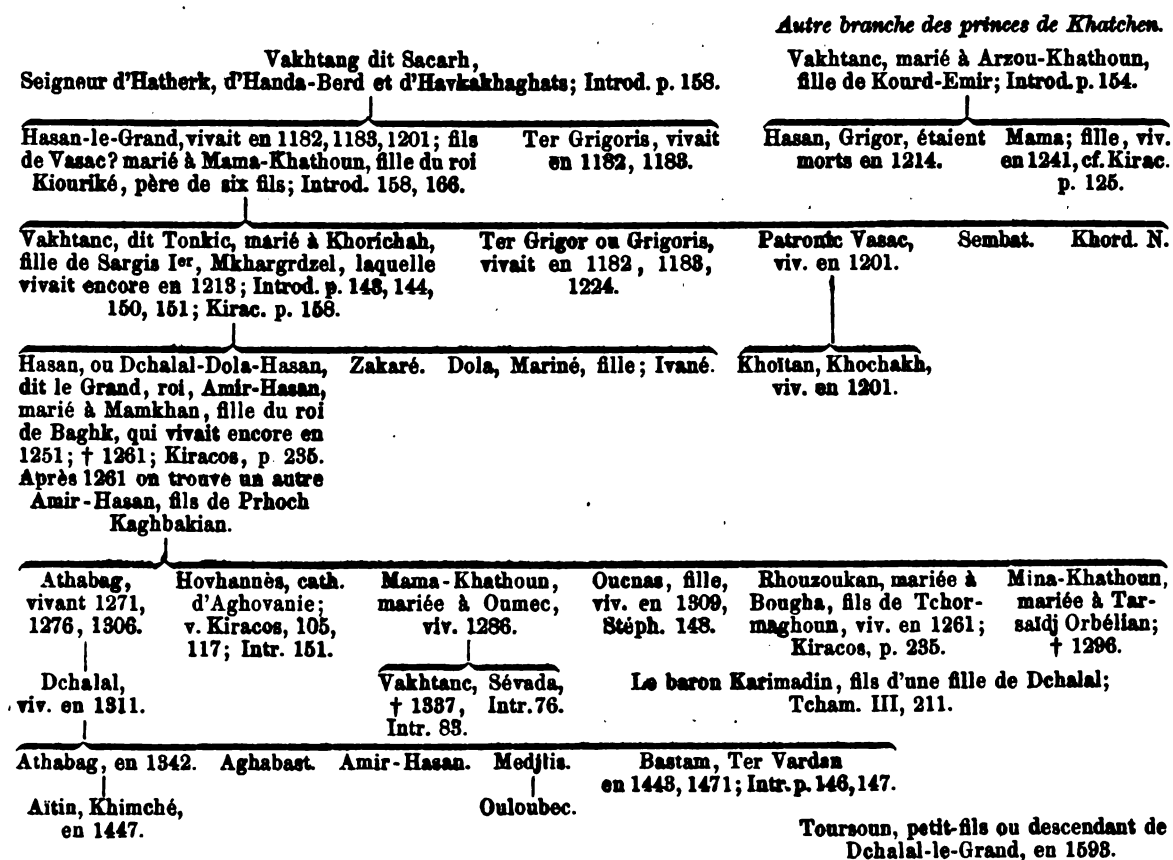 Autre branche des princes de Khatchen.
Vakhtang dit Sacarh,
Seigneur d'Hatherk, d'Handa-Berd et d'Havkakhaghats; Introd. p. 158.
Vakhtanc, marié à Arzou-Khathoun,
fille de Kourd-Emir; Introd. p. 154.
Hasan-le-Grand, vivait en 1182, 1183, 1201; fils
de Vasac? marié à Mama-Khathoun, fille du roi
Kiouriké, père de six fils; Introd. 158, 166.
Ter Grigoris, vivait
en 1182, 1183.
Hasan, Grigor, étaient
morts en 1214.
Mama; fille, viv.
en 1241, cf. Kirac.
p. 125.
Vakhtanc, dit Tonkic, marié à Khorichah,
fille de Sargis Ier, Mkhargrdzel, laquelle
vivait encore en 1213; Introd. p. 143, 144,
150, 151; Kirac. p. 158.
Ter Grigor ou Grigoris,
vivait en 1182, 1183,
1224.
Patronic Vasac,
viv. en 1201.
Sembat.
Khord. N.
Hasan, ou Dchalal-Dola-Hasan,
dit le Grand, roi, Amir-Hasan,
marié à Mamkhan, fille du roi
de Baghk, qui vivait encore en
1251; † 1261; Kiracos, p. 235.
Après 1261 on trouve un autre
Amir-Hasan, fils de Prhoch
Kaghbakian.
Zakaré.
Dola, Mariné, fille; Ivané.
Khoïtan, Khochakh,
viv. en 1201.
Athabag,
vivant 1271,
1276, 1306.
Hovhannès, cath.
d'Aghovanie;
v. Kiracos, 105,
117; Intr. 151.
Mama-Khathoun,
mariée à Oumec,
viv. 1286.
Oucnas, fille,
viv. en 1309,
Stéph. 148.
Rhouzoukan, mariée à
Bougha, fils de Tchor-
maghoun, viv. en 1261;
Kiracos, p. 235.
Mina-Khathoun,
mariée à Tar-
saïdj Orbélian;
† 1296.
Dchalal,
viv. en 1311.
Vakhtanc,
† 1337,
Intr. 83.
Sévada,
Intr. 76.
Le baron Karimadin, fils d'une fille de Dchalal;
Tcham. III, 211.
Athabag, en 1342.
Aghabast.
Amir-Hasan.
Medjlis.
Bastam, Ter Vardan
en 1443, 1471; Intr. p. 146, 147.
Aïtin, Khimché,
en 1447.
Ouloubec.
Toursoun, petit-fils ou descendant de
Dchalal-le-Grand, en 1593.